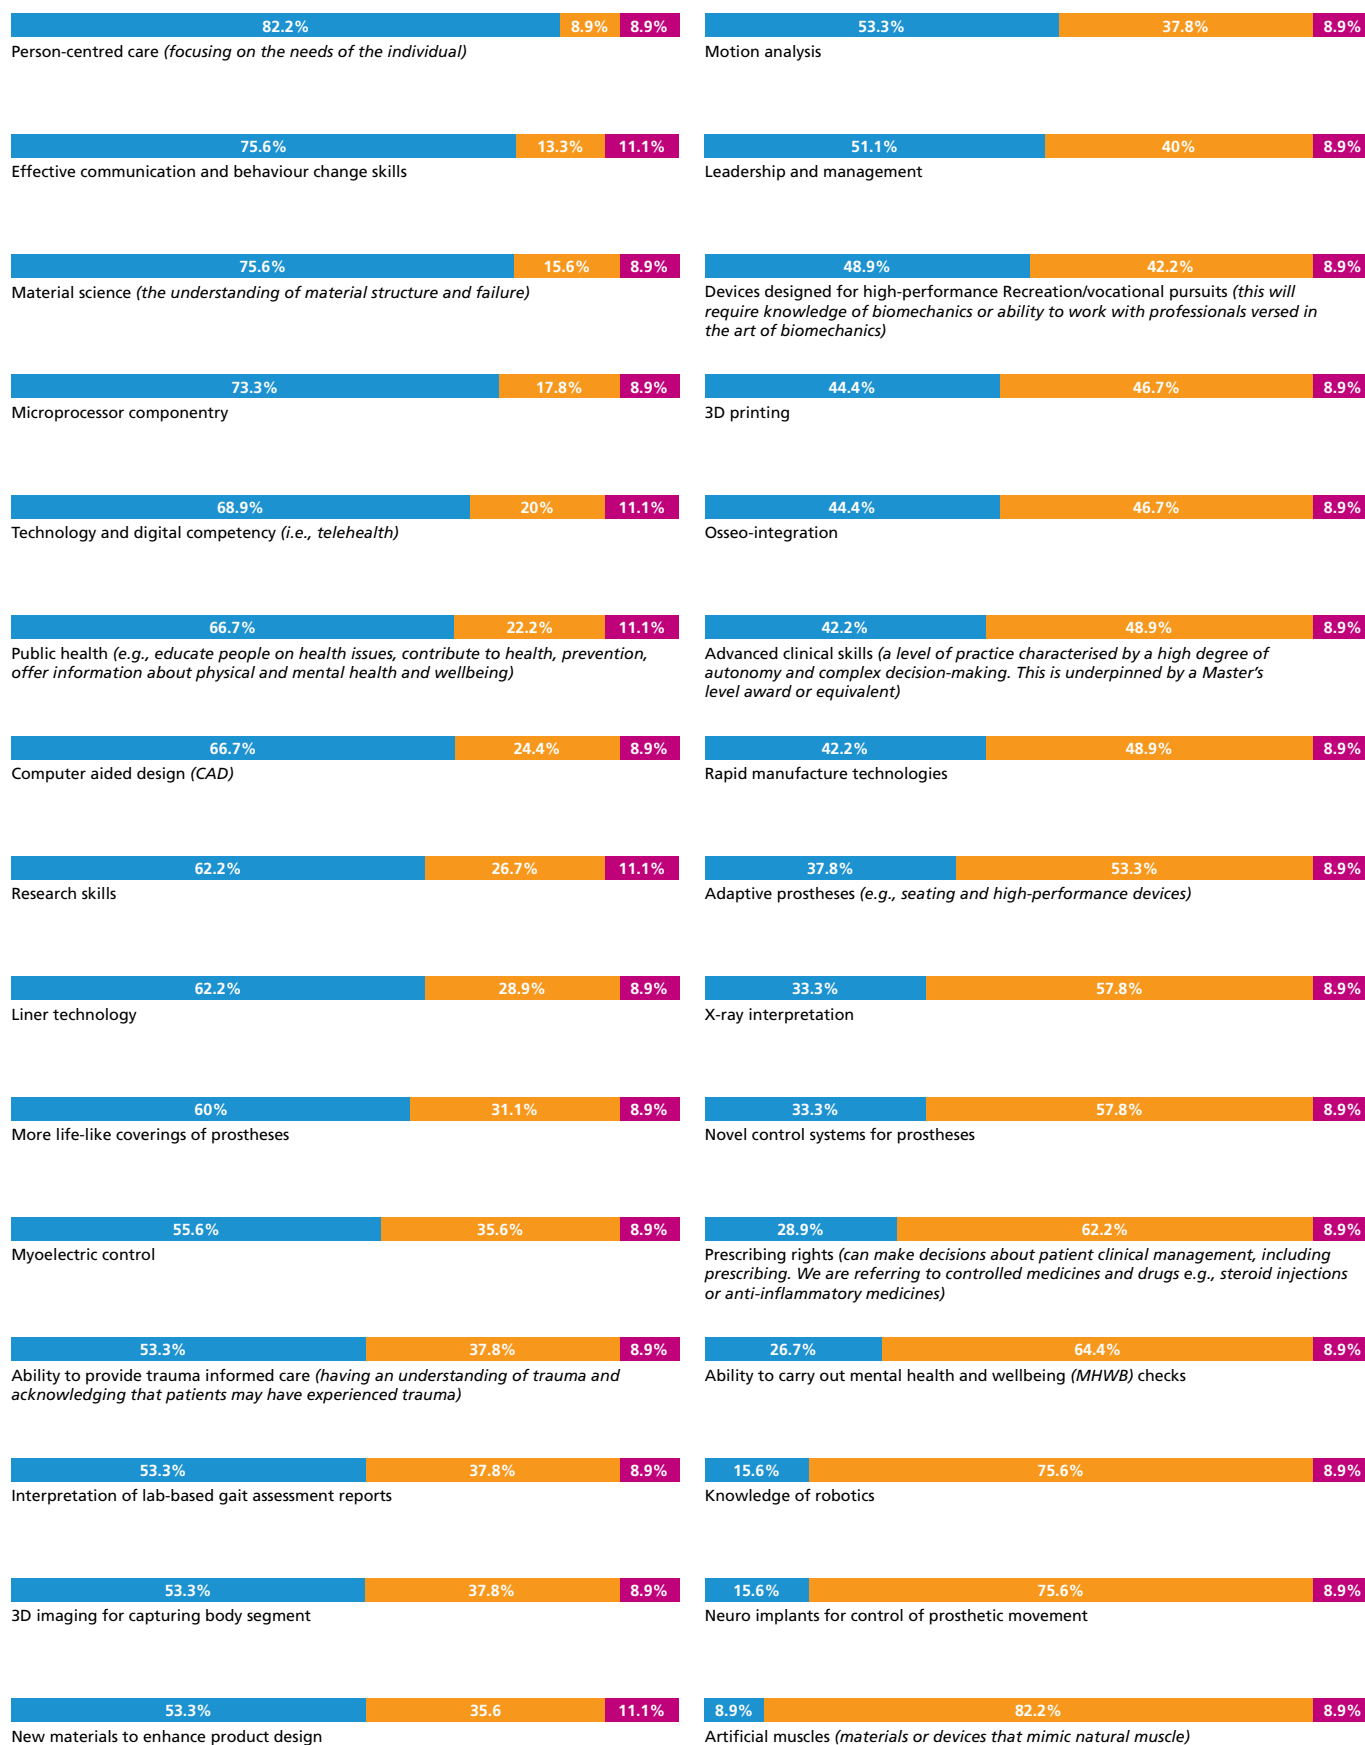 82.2% 8.9% 8.9%
Person-centred care (focusing on the needs of the individual)
75.6% 13.3% 11.1%
Effective communication and behaviour change skills
75.6% 15.6% 8.9%
Material science (the understanding of material structure and failure)
73.3% 17.8% 8.9%
Microprocessor componentry
68.9% 20% 11.1%
Technology and digital competency (i.e., telehealth)
66.7% 22.2% 11.1%
Public health (e.g., educate people on health issues, contribute to health, prevention,
offer information about physical and mental health and wellbeing)
66.7% 24.4% 8.9%
Computer aided design (CAD)
62.2% 26.7% 11.1%
Research skills
62.2% 28.9% 8.9%
Liner technology
60% 31.1% 8.9%
More life-like coverings of prostheses
55.6% 35.6% 8.9%
Myoelectric control
53.3% 37.8% 8.9%
Ability to provide trauma informed care (having an understanding of trauma and
acknowledging that patients may have experienced trauma)
53.3% 37.8% 8.9%
Interpretation of lab-based gait assessment reports
53.3% 37.8% 8.9%
3D imaging for capturing body segment
53.3% 35.6 11.1%
New materials to enhance product design
53.3% 37.8% 8.9%
Motion analysis
51.1% 40% 8.9%
Leadership and management
48.9% 42.2% 8.9%
Devices designed for high-performance Recreation/vocational pursuits (this will
require knowledge of biomechanics or ability to work with professionals versed in
the art of biomechanics)
44.4% 46.7% 8.9%
3D printing
44.4% 46.7% 8.9%
Osseo-integration
42.2% 48.9% 8.9%
Advanced clinical skills (a level of practice characterised by a high degree of
autonomy and complex decision-making. This is underpinned by a Master's
level award or equivalent)
42.2% 48.9% 8.9%
Rapid manufacture technologies
37.8% 53.3% 8.9%
Adaptive prostheses (e.g., seating and high-performance devices)
33.3% 57.8% 8.9%
X-ray interpretation
33.3% 57.8% 8.9%
Novel control systems for prostheses
28.9% 62.2% 8.9%
Prescribing rights (can make decisions about patient clinical management, including
prescribing. We are referring to controlled medicines and drugs e.g., steroid injections
or anti-inflammatory medicines)
26.7% 64.4% 8.9%
Ability to carry out mental health and wellbeing (MHWB) checks
15.6% 75.6% 8.9%
Knowledge of robotics
15.6% 75.6% 8.9%
Neuro implants for control of prosthetic movement
8.9% 82.2% 8.9%
Artificial muscles (materials or devices that mimic natural muscle)